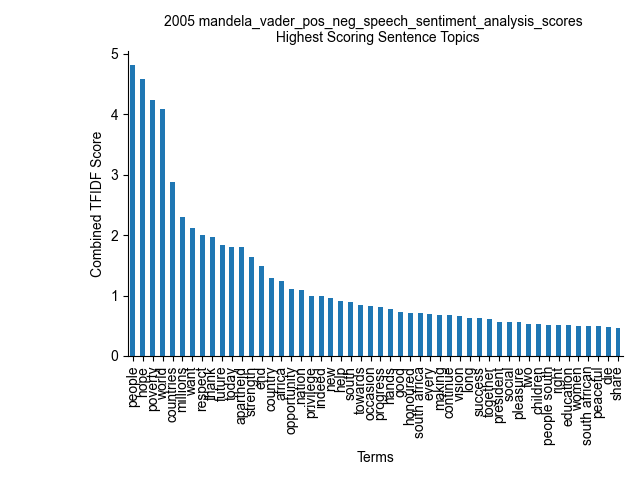 2005 mandela_vader_pos_neg_speech_sentiment_analysis_scores
Highest Scoring Sentence Topics
Combined TFIDF Score
5
4
3
2
1
0
people
hope
poverty
world
countries
millions
want
respect
thank
future
today
apartheid
strength
end
country
africa
opportunity
nation
privilege
indeed
new
help
south
towards
occasion
progress
hands
good
honoured
south africa
every
making
continue
vision
long
success
together
president
social
pleasure
two
children
people south
right
education
women
south african
peaceful
die
share
Terms